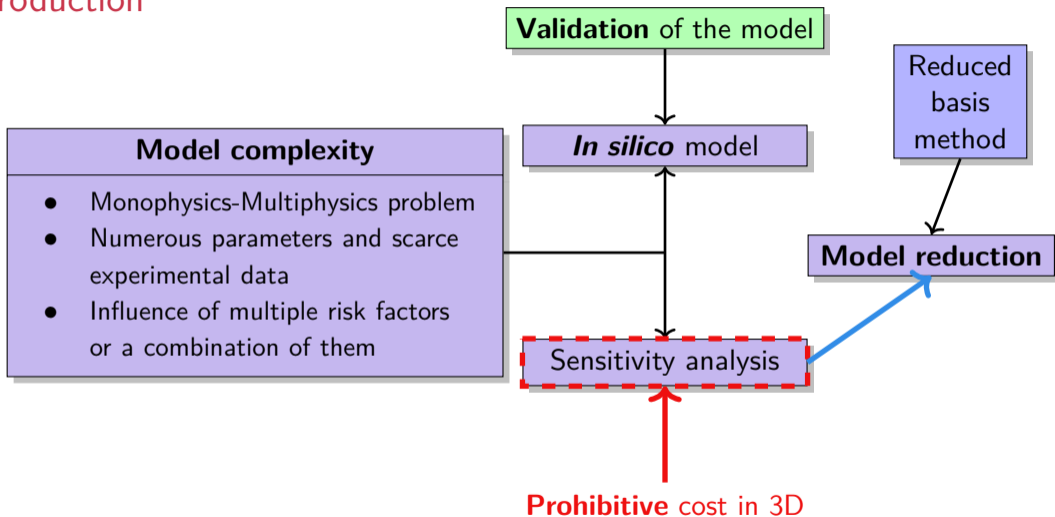 roduction
Validation of the model
Reduced
basis
method
In silico model
Model complexity
● Monophysics-Multiphysics problem
● Numerous parameters and scarce
experimental data
● Influence of multiple risk factors
or a combination of them
Model reduction
Sensitivity analysis
Prohibitive cost in 3D